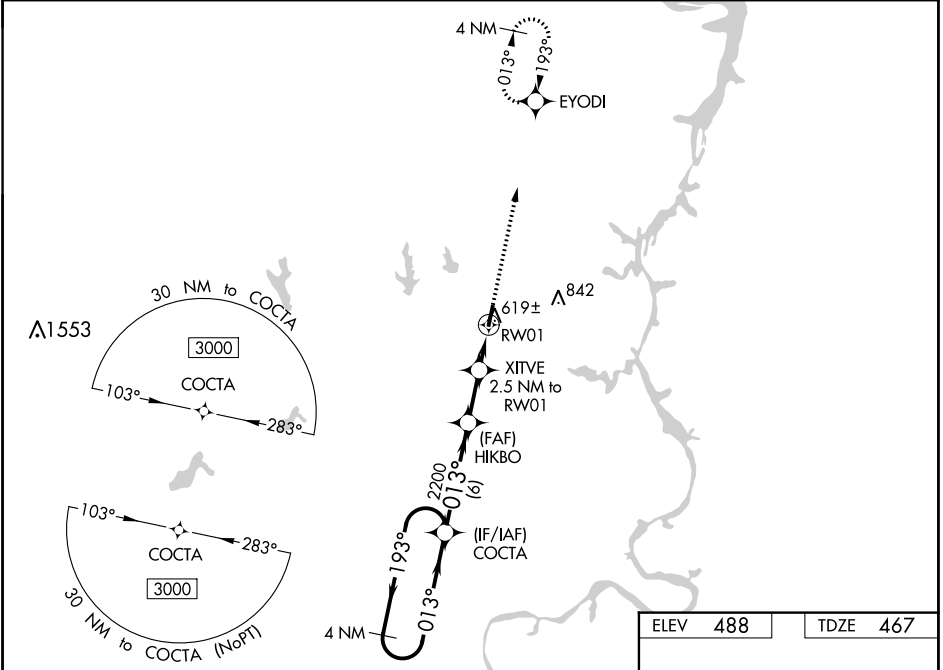 4 NM
013°
193°
EYODI
842
619±
RW01
30 NM to COCTA
1553
3000
COCTA
103°
283°
XITVE
2.5 NM to
RW01
(FAF)
HIKBO
2200
013°
(6)
103°
283°
COCTA
3000
30 NM to COCTA (NoPT)
(IF/IAF)
COCTA
193°
013°
4 NM
ELEV 488
TDZE 467